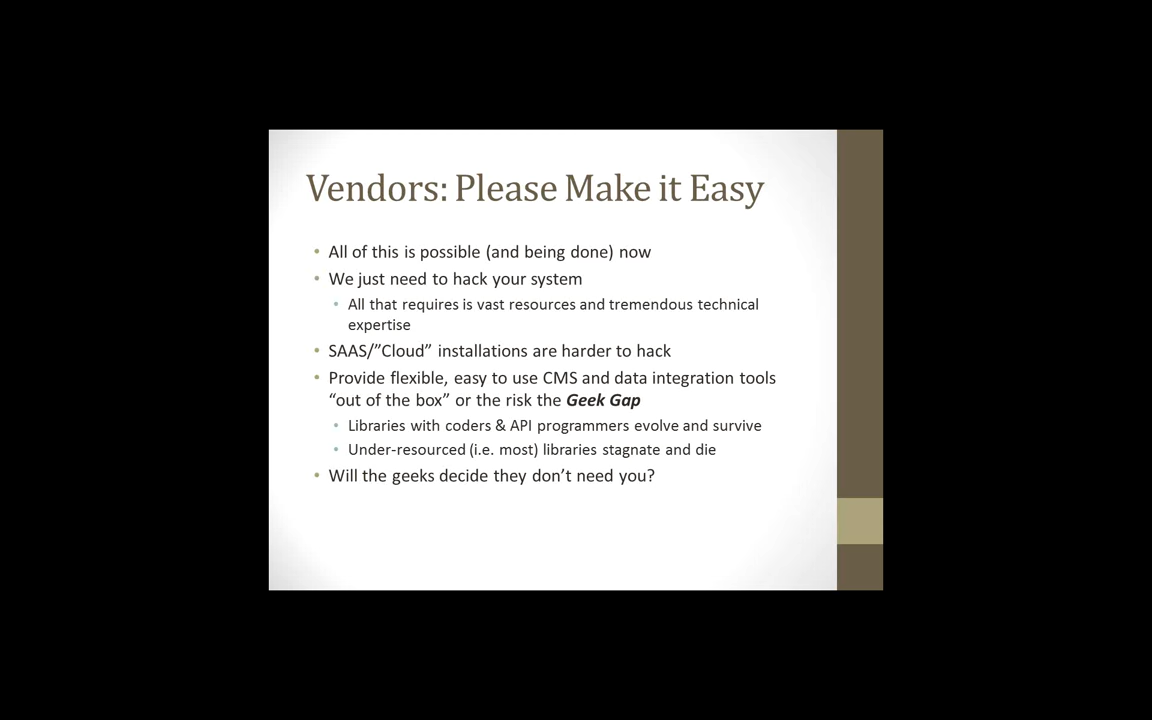 Vendors: Please Make it Easy
• All of this is possible (and being done) now
• We just need to hack your system
• All that requires is vast resources and tremendous technical
expertise
• SAAS/”Cloud” installations are harder to hack
• Provide flexible, easy to use CMS and data integration tools
“out of the box” or the risk the Geek Gap
• Libraries with coders & API programmers evolve and survive
• Under-resourced (i.e. most) libraries stagnate and die
• Will the geeks decide they don’t need you?